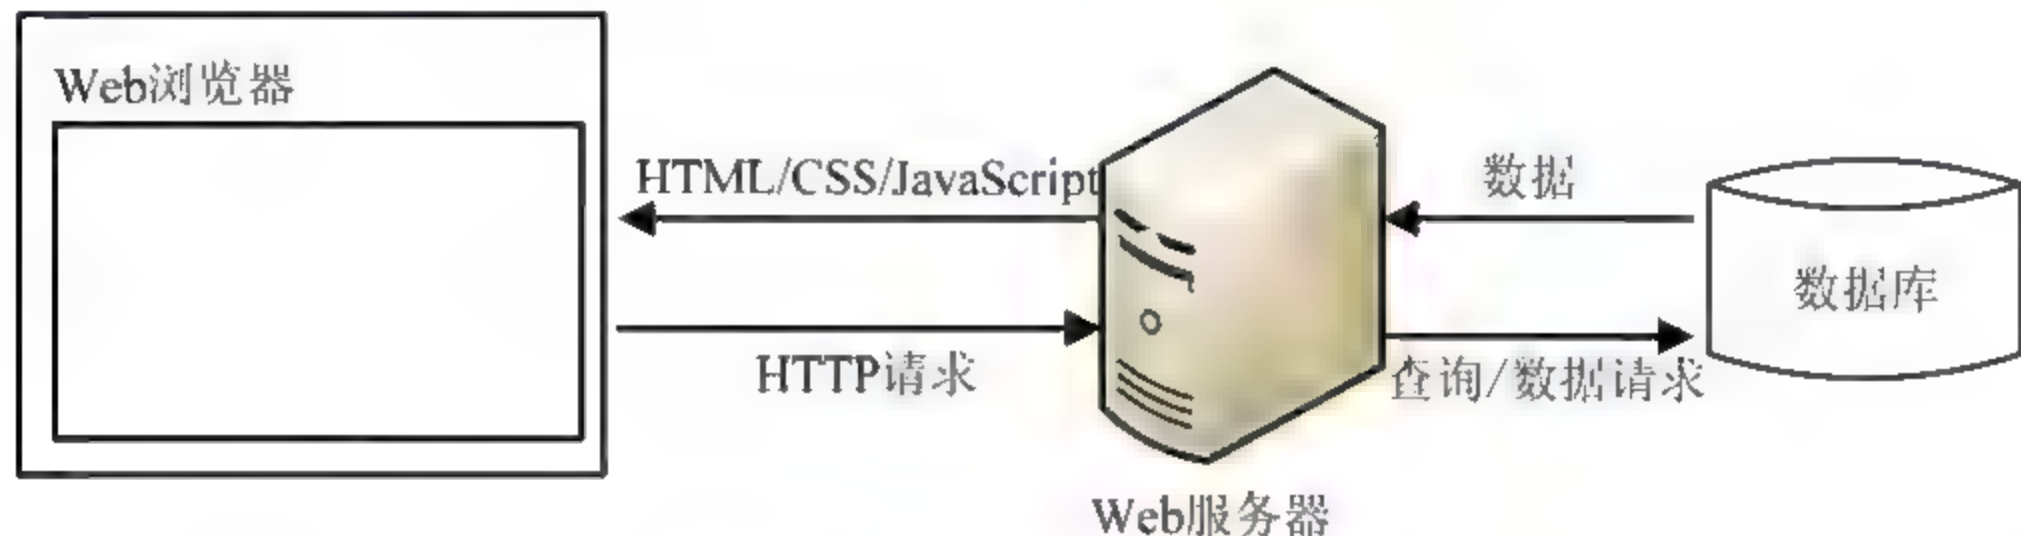 Web浏览器
HTML/CSS/JavaScript
数据
数据库
HTTP请求
查询/数据请求
Web服务器